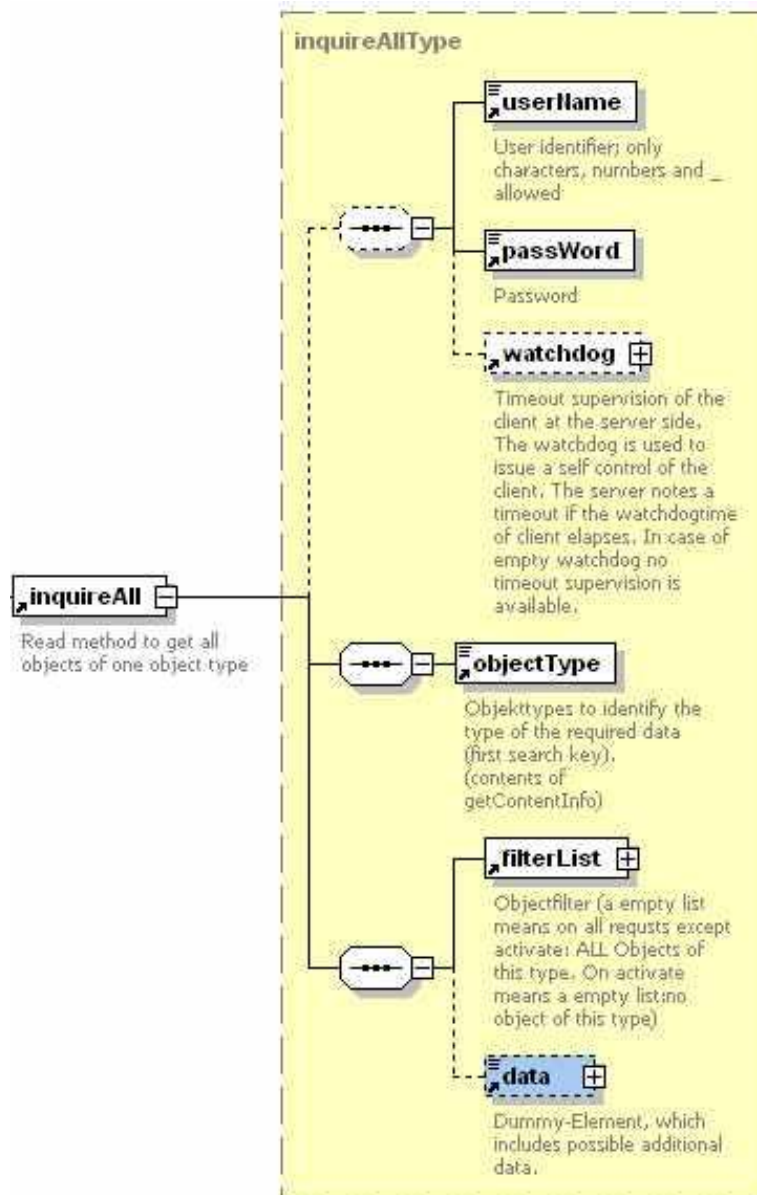 inquireAllType
userName
User identifier; only
characters, numbers and _
allowed
passWord
Password
watchdog
Timeout supervision of the
client at the server side.
The watchdog is used to
issue a self control of the
client. The server notes a
timeout if the watchdogtime
of client elapses. In case of
empty watchdog no
timeout supervision is
available.
inquireAll
Read method to get all
objects of one object type
objectType
Objekttypes to identify the
type of the required data
(first search key).
(contents of
getContentInfo)
filterList
Objectfilter (a empty list
means on all requsts except
activate: ALL Objects of
this type. On activate
means a empty list:no
object of this type)
data
Dummy-Element, which
includes possible additional
data.